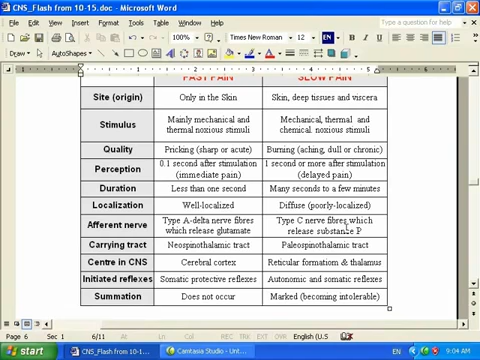 CNS_Flash from 10-15.doc - Microsoft Word
File Edit View Insert Format Tools Table Window Help
Type a question for help
100% Times New Roman 12 B I U
Draw AutoShapes
FAST PAIN SLOW PAIN
Site (origin) Only in the Skin Skin, deep tissues and viscera
Stimulus Mainly mechanical and thermal noxious stimuli Mechanical, thermal and chemical. noxious stimuli
Quality Pricking (sharp or acute) Burning (aching, dull or chronic)
Perception 0.1 second after stimulation (immediate pain) 1 second or more after stimulation (delayed pain)
Duration Less than one second Many seconds to a few minutes
Localization Well-localized Diffuse (poorly-localized)
Afferent nerve Type A-delta nerve fibres which release glutamate Type C nerve fibres which release substance P
Carrying tract Neospinothalamic tract Paleospinothalamic tract
Centre in CNS Cerebral cortex Reticular formation & thalamus
Initiated reflexes Somatic protective reflexes Autonomic and somatic reflexes
Summation Does not occur Marked (becoming intolerable)
Page 6 Sec 1 6/11 At Ln Col REC TRK EXT OVR English (U.S
start CNS_Flash from 10-1... Camtasia Studio - Unt... EN 9:04 AM